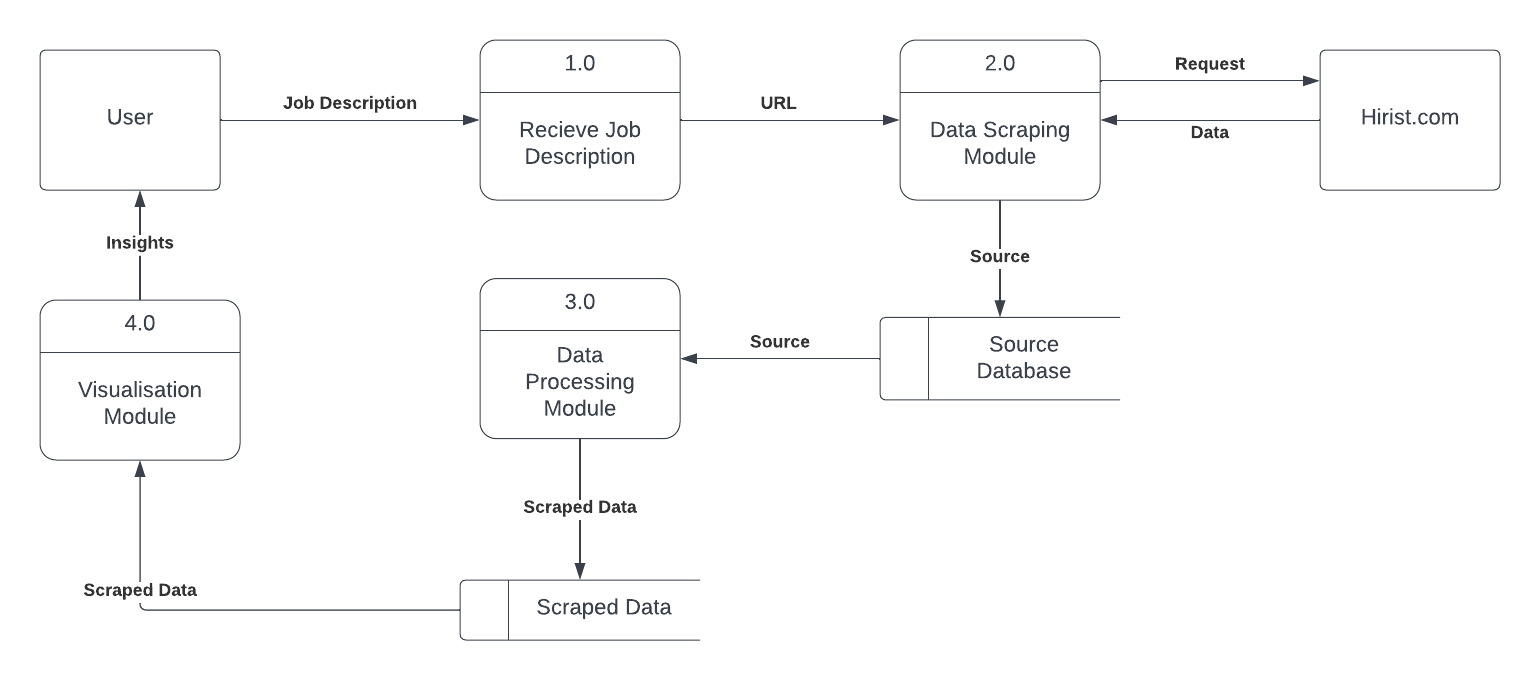 User
Job Description
1.0
Recieve Job
Description
URL
2.0
Data Scraping
Module
Request
Data
Hirist.com
Insights
Source
4.0
Visualisation
Module
3.0
Data
Processing
Module
Source
Source
Database
Scraped Data
Scraped Data
Scraped Data